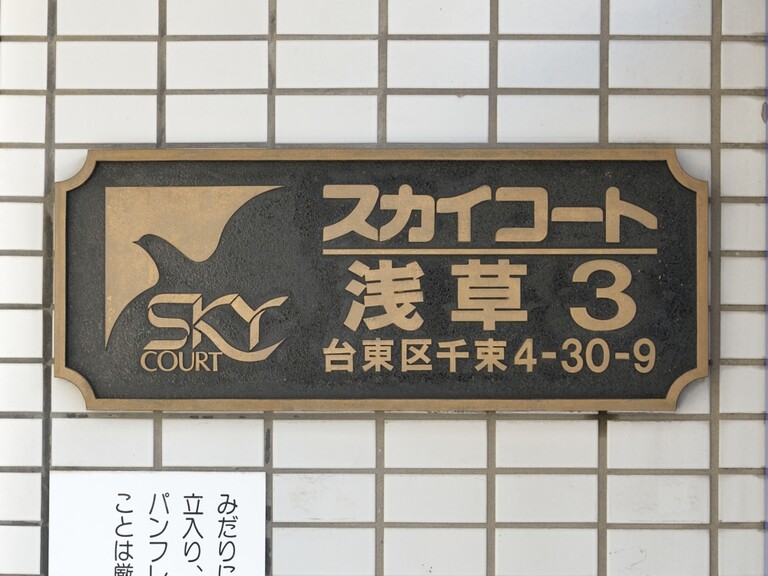 スカイコート
浅草3
台東区千束4-30-9
SKY
COURT
みだりに
立入り、
パンフレ
ことは厳